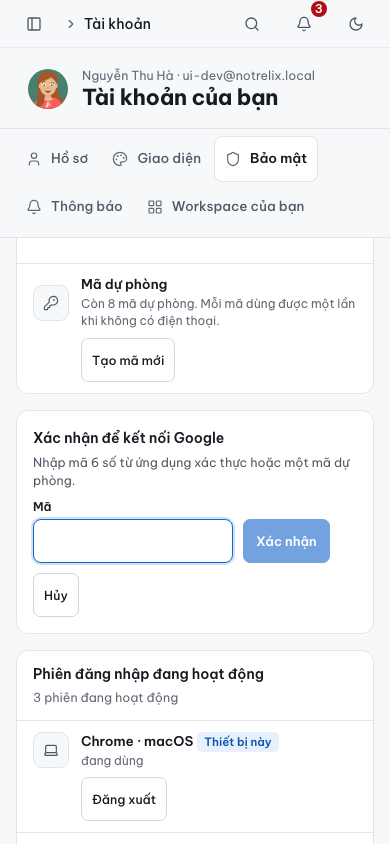 Tài khoản
3
Nguyễn Thu Hà · ui-dev@notrelix.local
Tài khoản của bạn
Hồ sơ
Giao diện
Bảo mật
Thông báo
Workspace của bạn
Mã dự phòng
Còn 8 mã dự phòng. Mỗi mã dùng được một lần
khi không có điện thoại.
Tạo mã mới
Xác nhận để kết nối Google
Nhập mã 6 số từ ứng dụng xác thực hoặc một mã dự
phòng.
Mã
Xác nhận
Hủy
Phiên đăng nhập đang hoạt động
3 phiên đang hoạt động
Chrome · macOS Thiết bị này
đang dùng
Đăng xuất